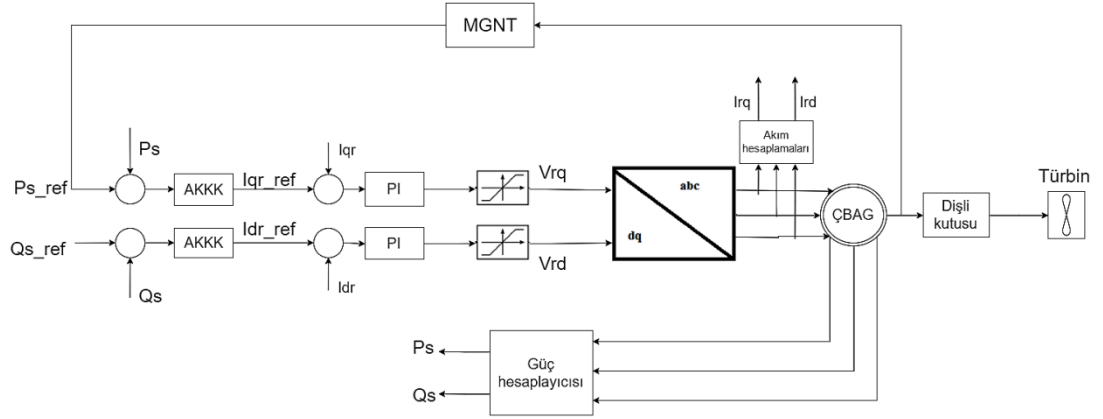 MGNT
Irq
Ird
Akım
hesaplamaları
Ps
Iqr
Ps_ref
AKKK
Iqr_ref
PI
Vrq
abc
dq
ÇBAG
Dişli
kutusu
Türbin
Qs_ref
AKKK
Idr_ref
PI
Vrd
Qs
Idr
Ps
Qs
Güç
hesaplayıcısı